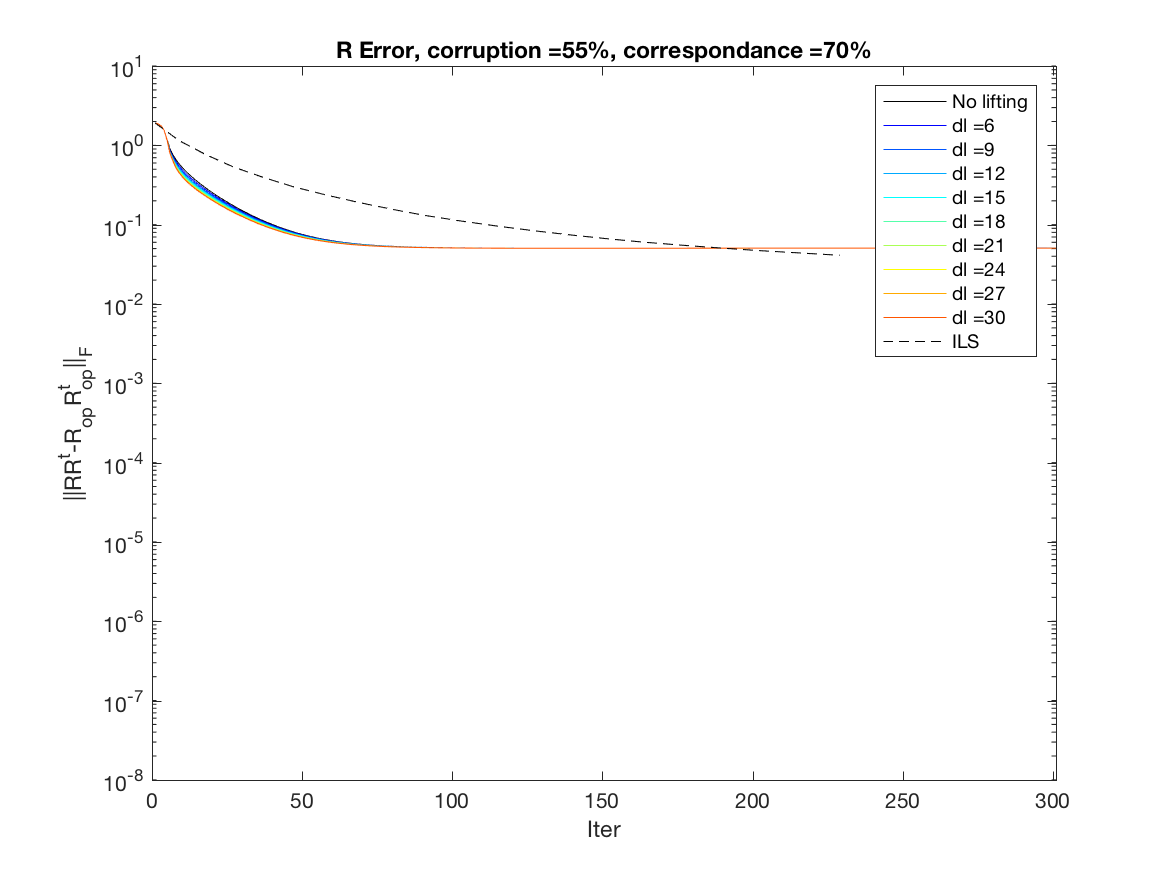 R Error, corruption =55%, correspondance =70%
10^1
10^0
10^-1
10^-2
10^-3
10^-4
10^-5
10^-6
10^-7
10^-8
||RR^t-R_op R^t_op||_F
No lifting
dl =6
dl =9
dl =12
dl =15
dl =18
dl =21
dl =24
dl =27
dl =30
ILS
0 50 100 150 200 250 300
Iter